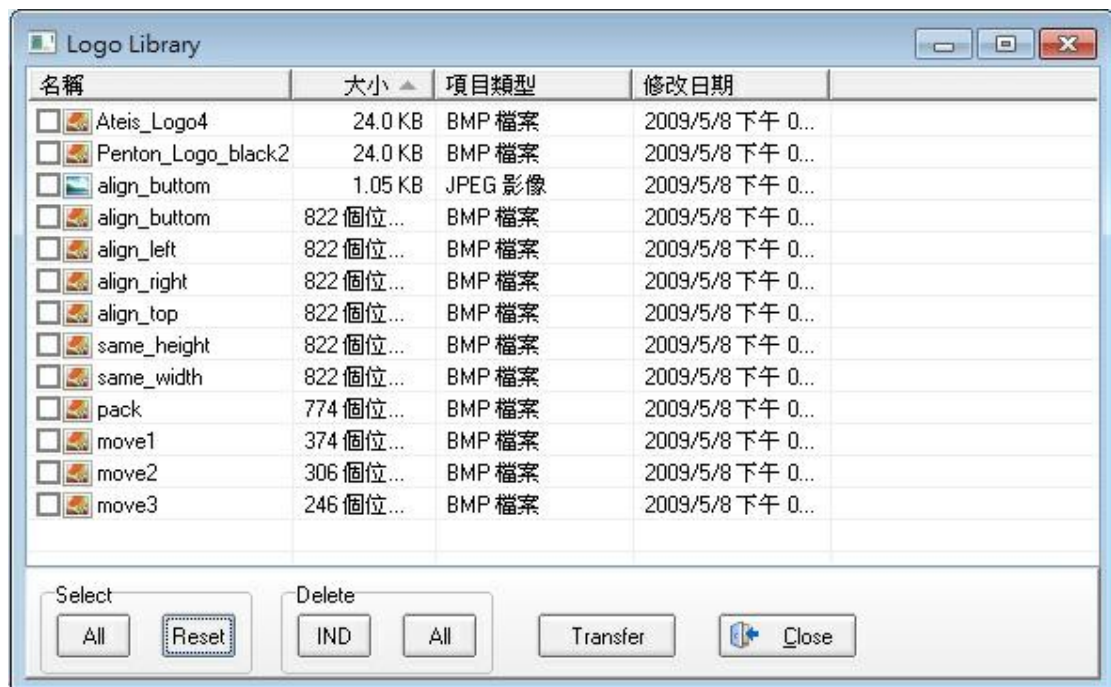 Logo Library
名稱 大小 項目類型 修改日期
Ateis_Logo4 24.0 KB BMP 檔案 2009/5/8 下午 0...
Penton_Logo_black2 24.0 KB BMP 檔案 2009/5/8 下午 0...
align_buttom 1.05 KB JPEG 影像 2009/5/8 下午 0...
align_buttom 822 個位... BMP 檔案 2009/5/8 下午 0...
align_left 822 個位... BMP 檔案 2009/5/8 下午 0...
align_right 822 個位... BMP 檔案 2009/5/8 下午 0...
align_top 822 個位... BMP 檔案 2009/5/8 下午 0...
same_height 822 個位... BMP 檔案 2009/5/8 下午 0...
same_width 822 個位... BMP 檔案 2009/5/8 下午 0...
pack 774 個位... BMP 檔案 2009/5/8 下午 0...
move1 374 個位... BMP 檔案 2009/5/8 下午 0...
move2 306 個位... BMP 檔案 2009/5/8 下午 0...
move3 246 個位... BMP 檔案 2009/5/8 下午 0...
Select Delete
All Reset IND All Transfer Close